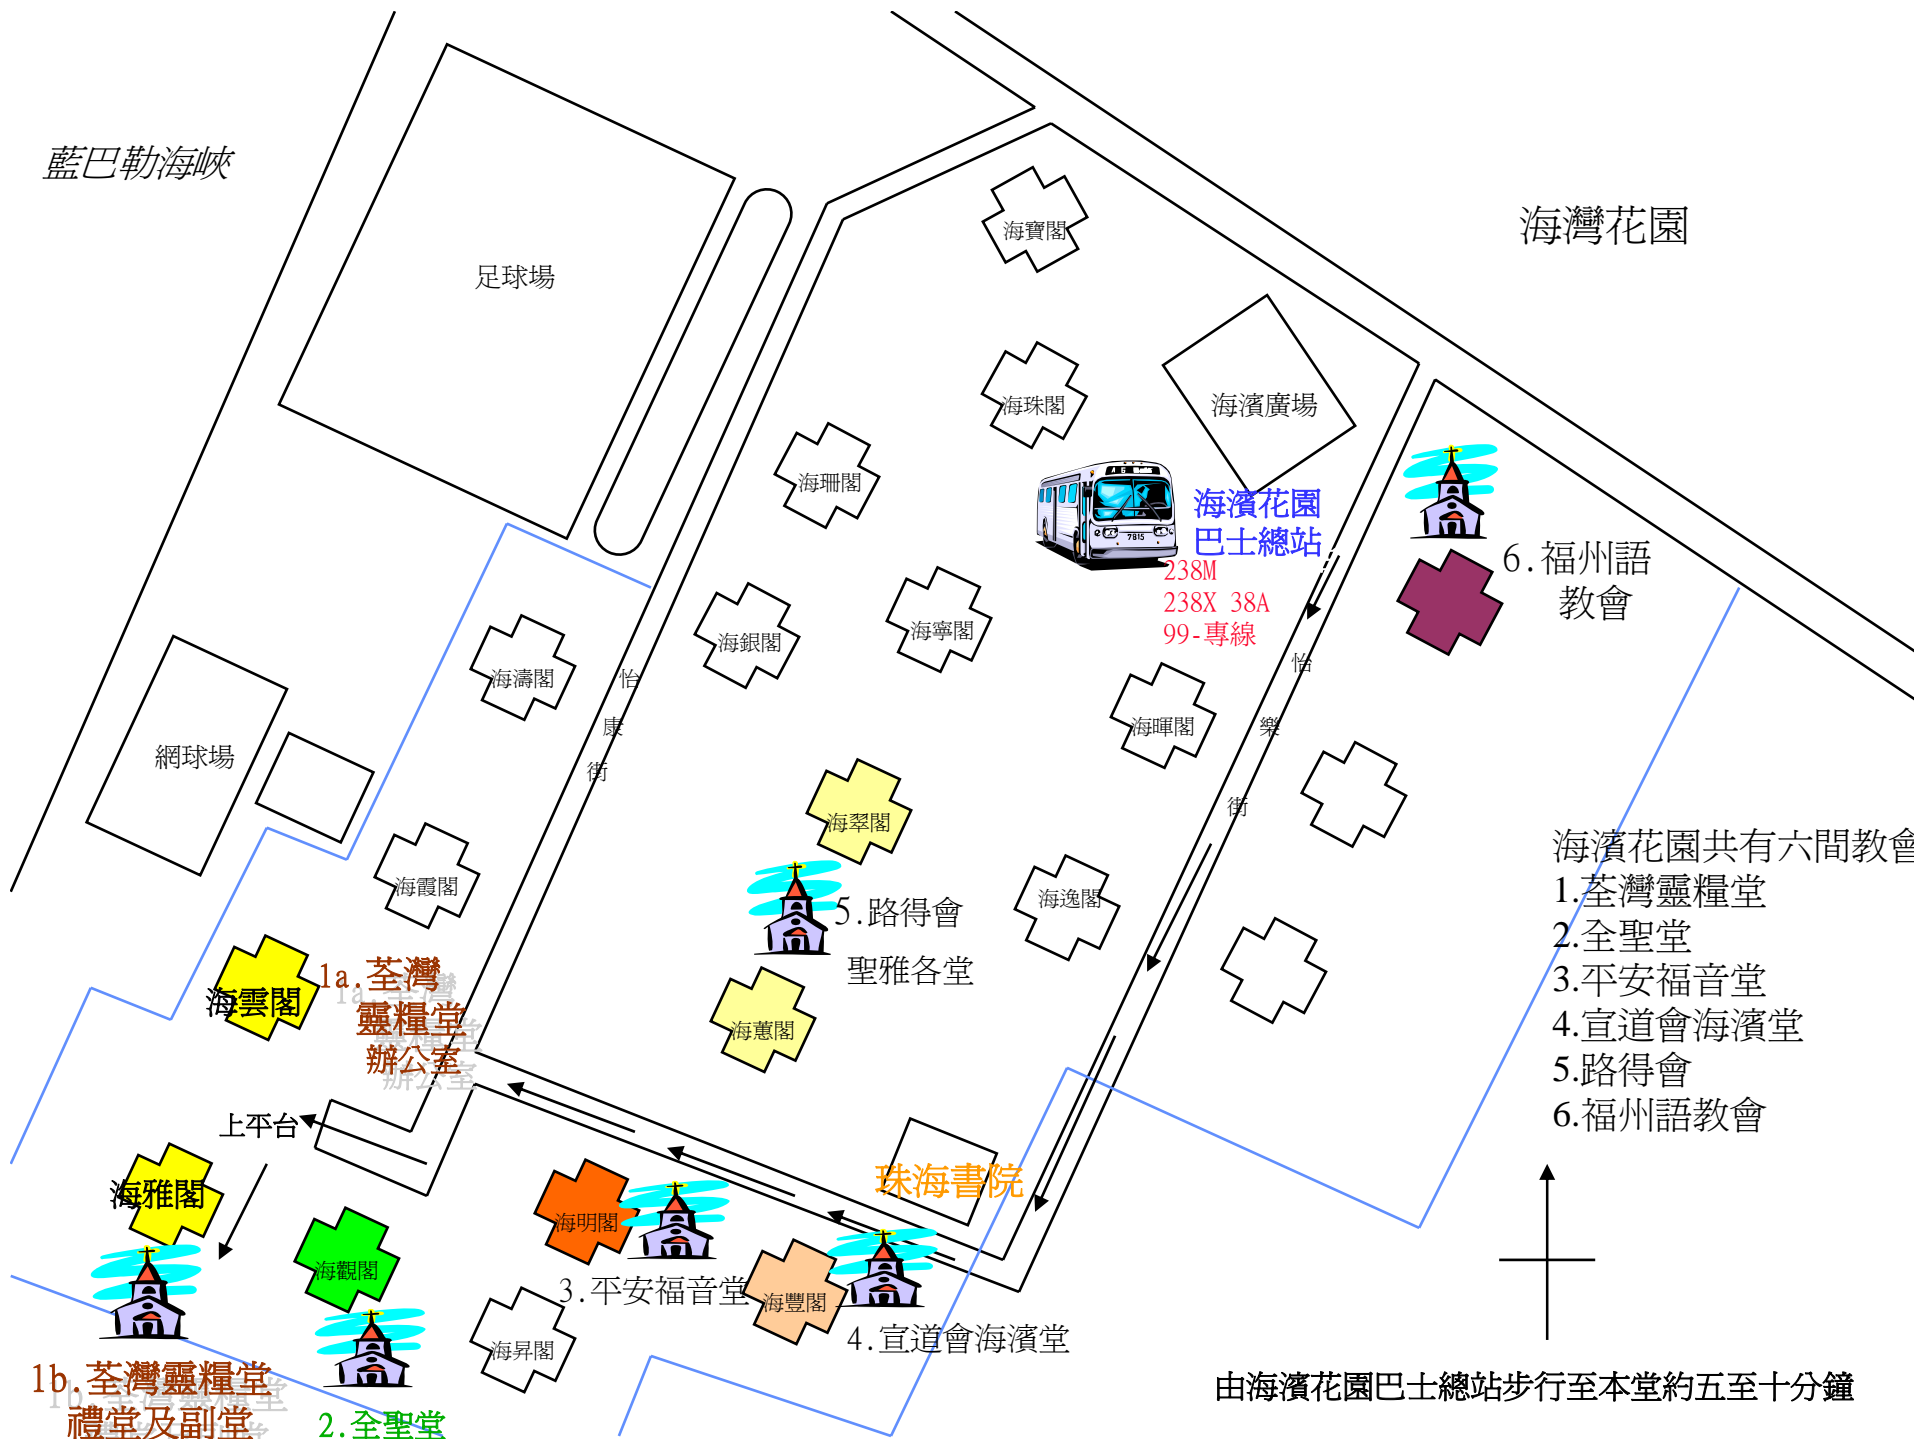 藍巴勒海峽
海灣花園
海寶閣
足球場
海珠閣
海濱廣場
海珊閣
海濱花園
巴士總站
238M
238X 38A
99-專線
7815
6.福州語
教會
海銀閣
海寧閣
海濤閣
怡
康
街
怡
樂
街
海暉閣
網球場
海翠閣
海霞閣
海逸閣
5.路得會
聖雅各堂
海濱花園共有六間教會
1.荃灣靈糧堂
2.全聖堂
3.平安福音堂
4.宣道會海濱堂
5.路得會
6.福州語教會
海雲閣
1a.荃灣
靈糧堂
辦公室
海蕙閣
上平台
珠海書院
海雅閣
海明閣
海觀閣
3.平安福音堂
海豐閣
4.宣道會海濱堂
海昇閣
1b.荃灣靈糧堂
禮堂及副堂
2.全聖堂
由海濱花園巴士總站步行至本堂約五至十分鐘